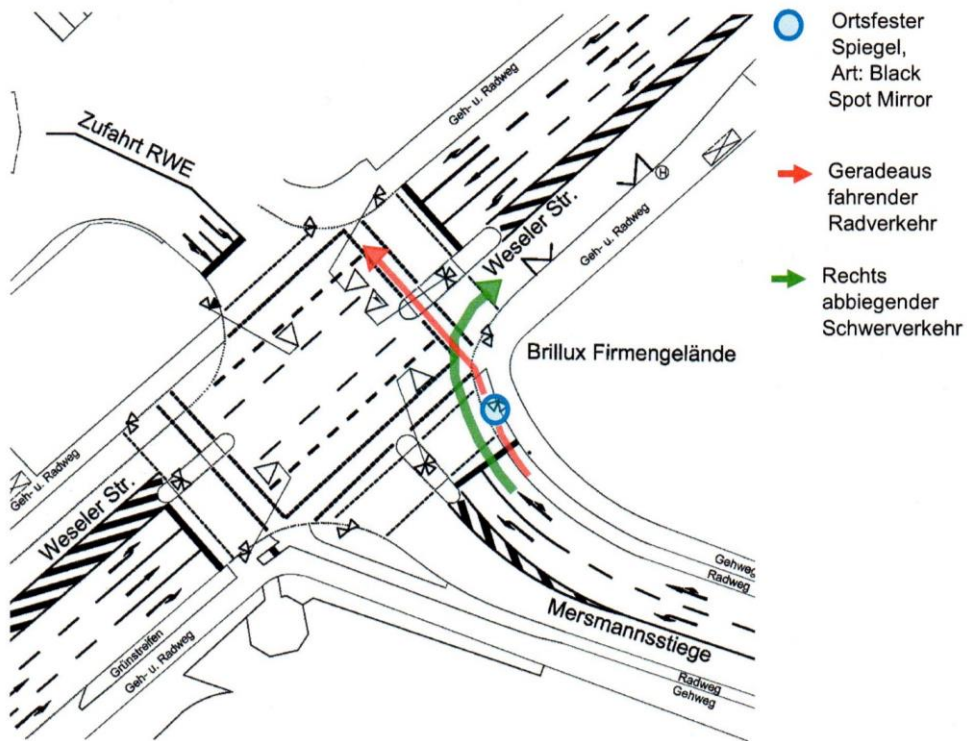 Ortsfester
Spiegel,
Art: Black
Spot Mirror
Geradeaus
fahrender
Radverkehr
Rechts
abbiegender
Schwerverkehr
Geh- u. Radweg
Zufahrt RWE
Weseler Str.
H
Geh- u. Radweg
Brillux Firmengelände
Geh- u. Radweg
Weseler Str.
Gehweg
Radweg
Mersmannsstiege
Grünstreifen
Geh- u. Radweg
Radweg
Gehweg